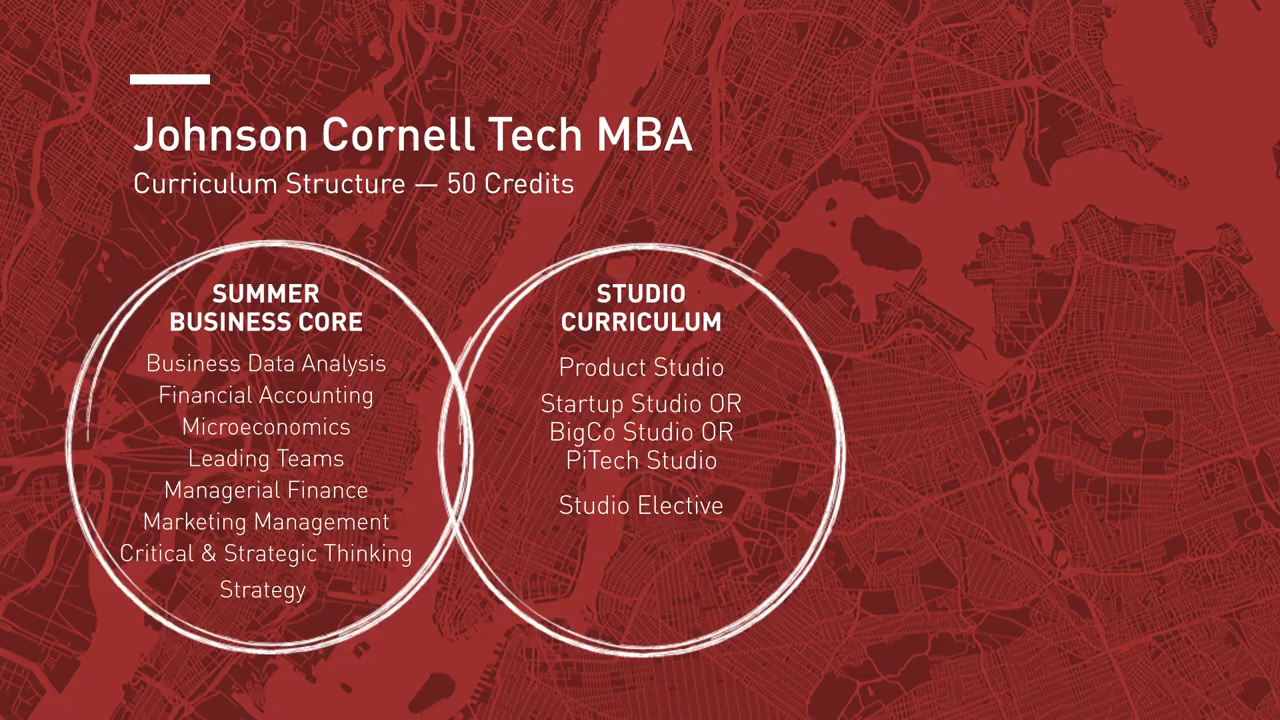 Johnson Cornell Tech MBA
Curriculum Structure — 50 Credits
SUMMER
BUSINESS CORE
Business Data Analysis
Financial Accounting
Microeconomics
Leading Teams
Managerial Finance
Marketing Management
Critical & Strategic Thinking
Strategy
STUDIO
CURRICULUM
Product Studio
Startup Studio OR
BigCo Studio OR
PiTech Studio
Studio Elective